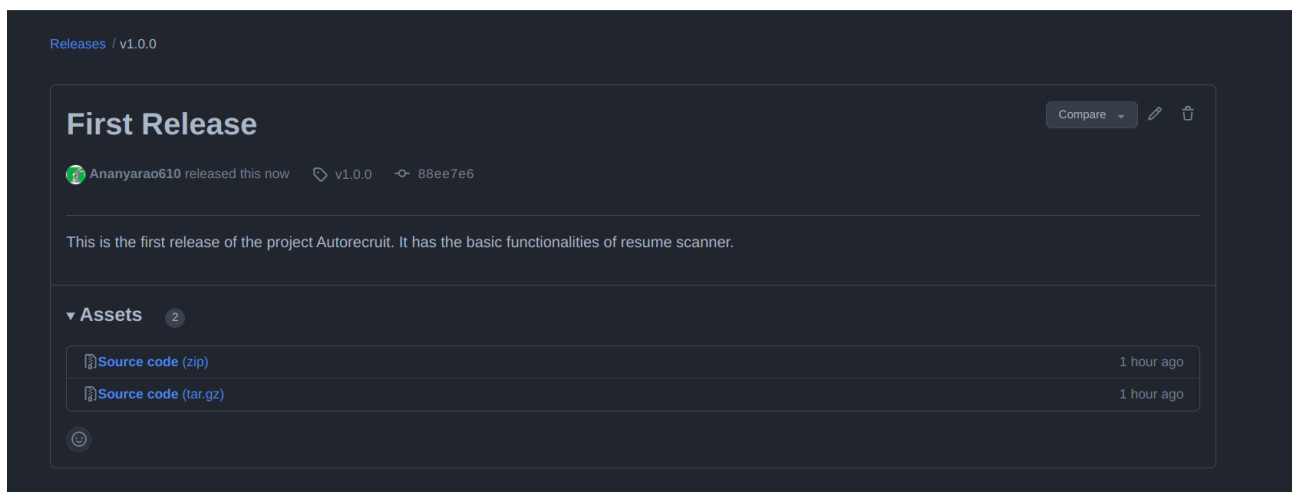 Releases / v1.0.0
First Release
Compare
Ananyarao610 released this now v1.0.0 88ee7e6
This is the first release of the project Autorecruit. It has the basic functionalities of resume scanner.
Assets 2
Source code (zip) 1 hour ago
Source code (tar.gz) 1 hour ago